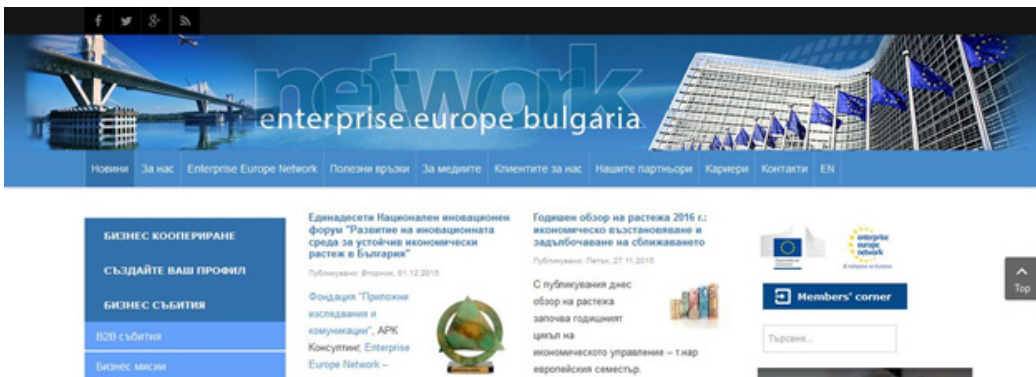 network
enterprise europe bulgaria
Новини За нас Enterprise Europe Network Полезни връзки За медиите Клиентите за нас Нашите партньори Кариери Контакти EN
БИЗНЕС КООПЕРИРАНЕ
СЪЗДАЙТЕ ВАШ ПРОФИЛ
БИЗНЕС СЪБИТИЯ
B2B събития
Бизнес мисии
Единадесети Национален иновационен
форум "Развитие на иновационната
среда за устойчив икономически
растеж в България"
Публикувано: Вторник, 01.12.2015
Фондация "Приложни
изследвания и
комуникации", АРК
Консултинг, Enterprise
Europe Network –
Годишен обзор на растежа 2016 г.:
икономическо възстановяване и
задълбочаване на сближаването
Публикувано: Петък, 27.11.2015
С публикувания днес
обзор на растежа
започва годишният
цикъл на
икономическото управление – т.нар
европейския семестър.
enterprise
europe
network
Members' corner
Търсене...
Top